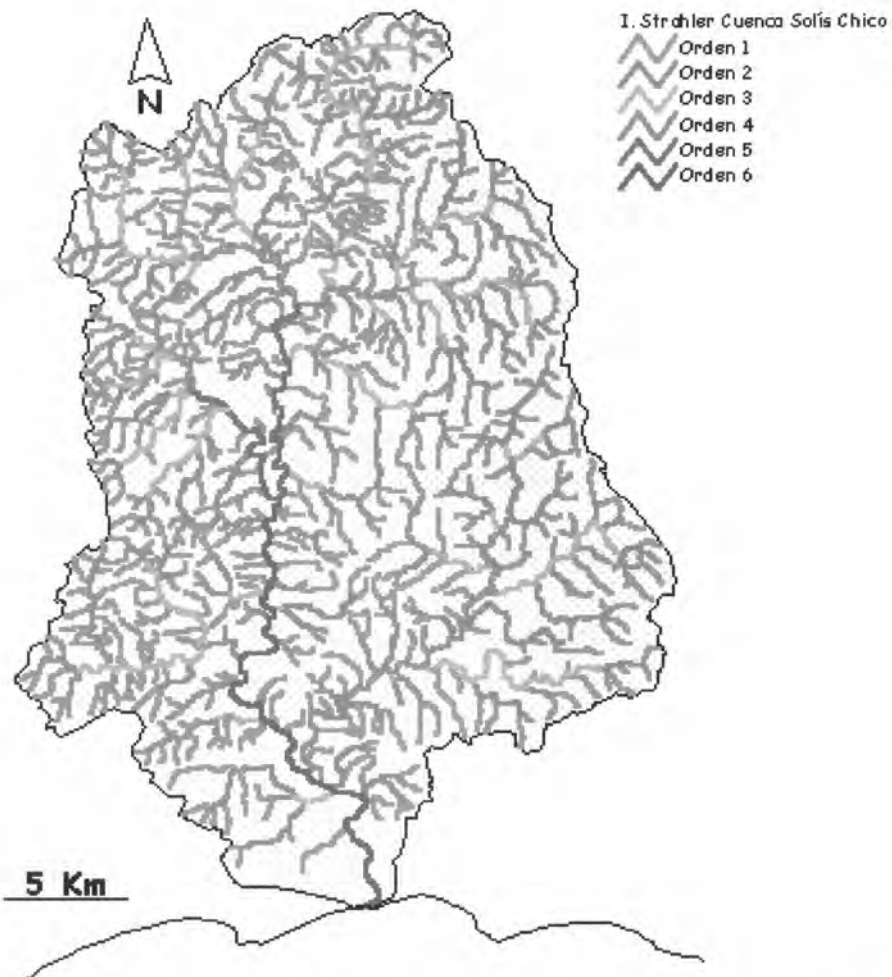 I. Strahler Cuenca Solís Chico
Orden 1
Orden 2
Orden 3
Orden 4
Orden 5
Orden 6
N
5 Km